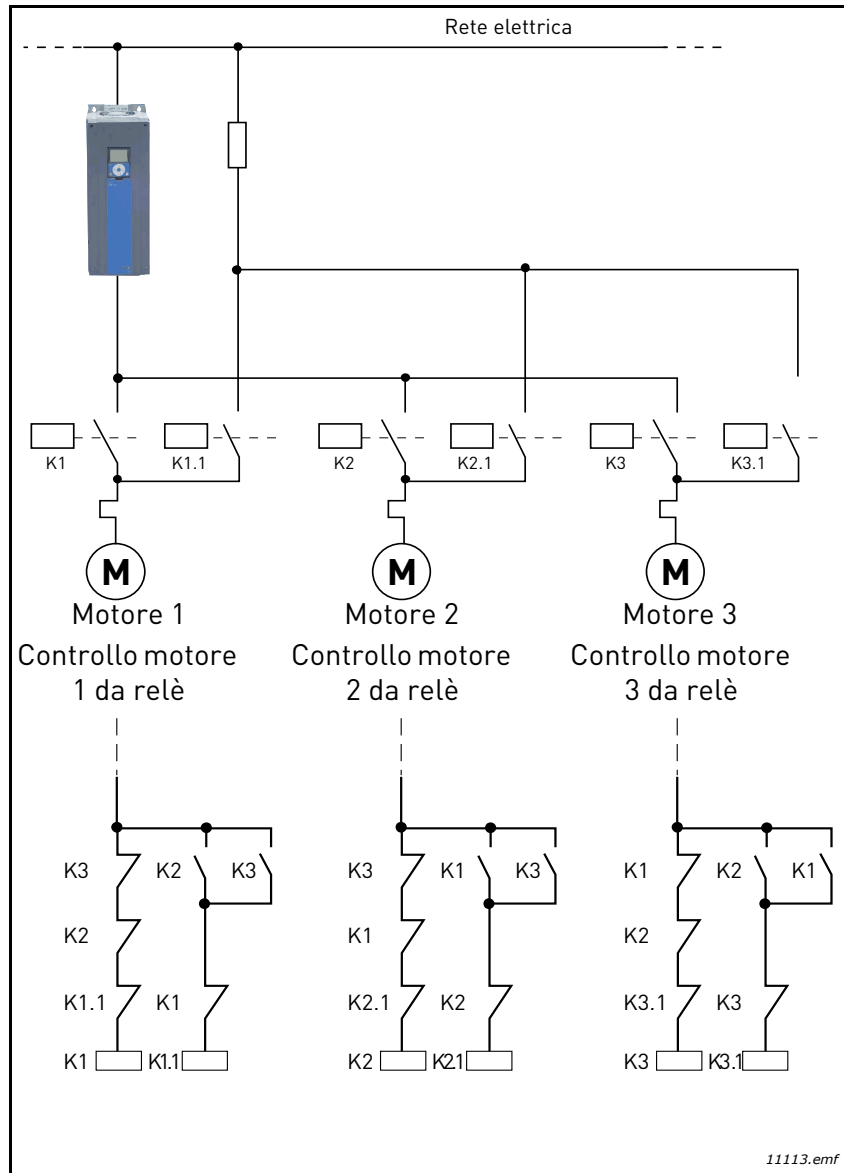 Rete elettrica
K1 K1.1 K2 K2.1 K3 K3.1
M M M
Motore 1 Motore 2 Motore 3
Controllo motore Controllo motore Controllo motore
1 da relè 2 da relè 3 da relè
K3 K2 K3 K3 K1 K3 K1 K2 K1
K2 K1 K2
K1.1 K1 K2.1 K2 K3.1 K3
K1 K1.1 K2 K2.1 K3 K3.1
11113.emf